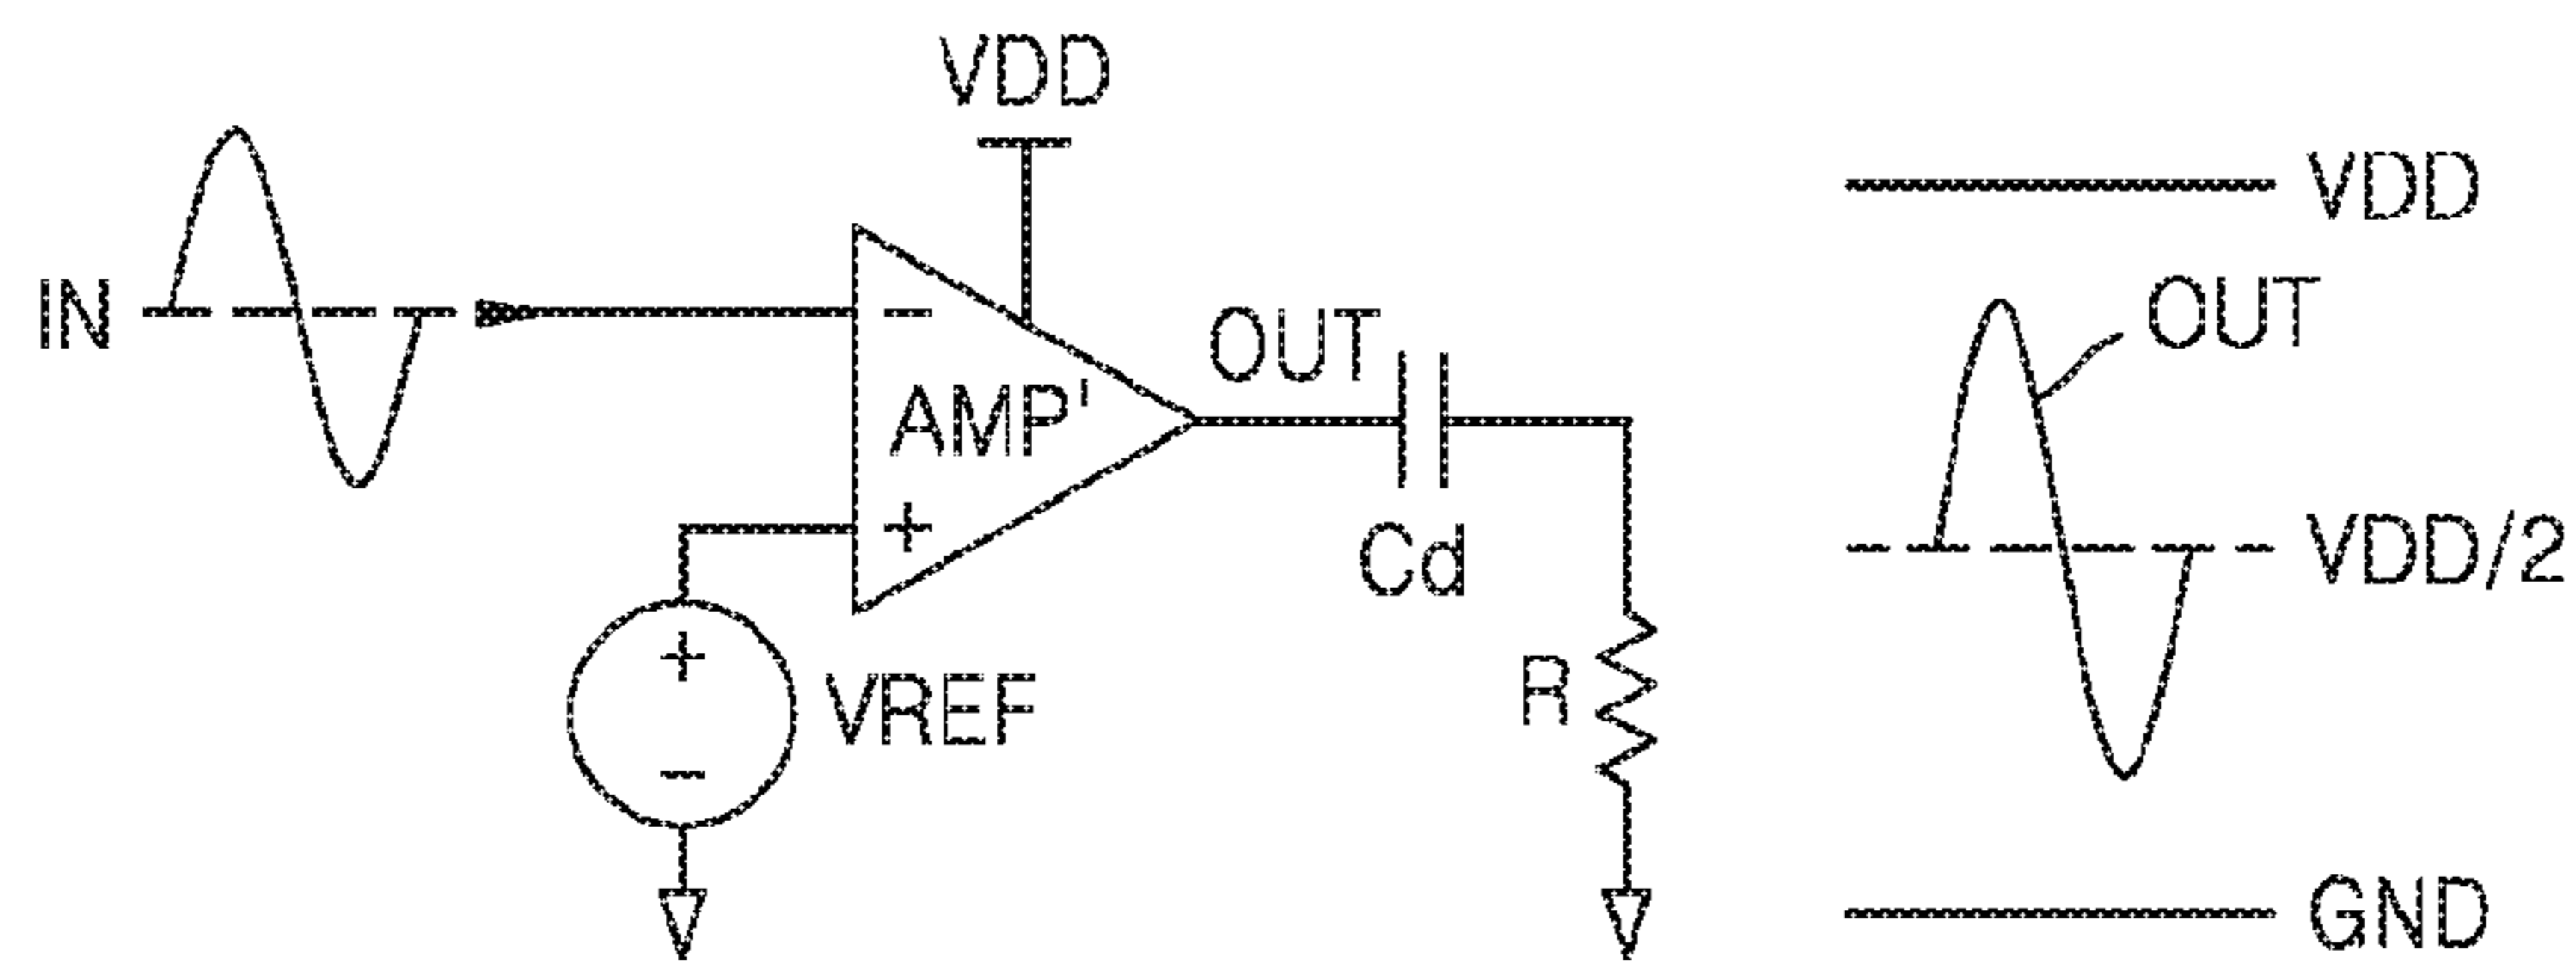 VDD
IN
−
AMP'
+
OUT
Cd
+
VREF
−
R
VDD
OUT
VDD/2
GND